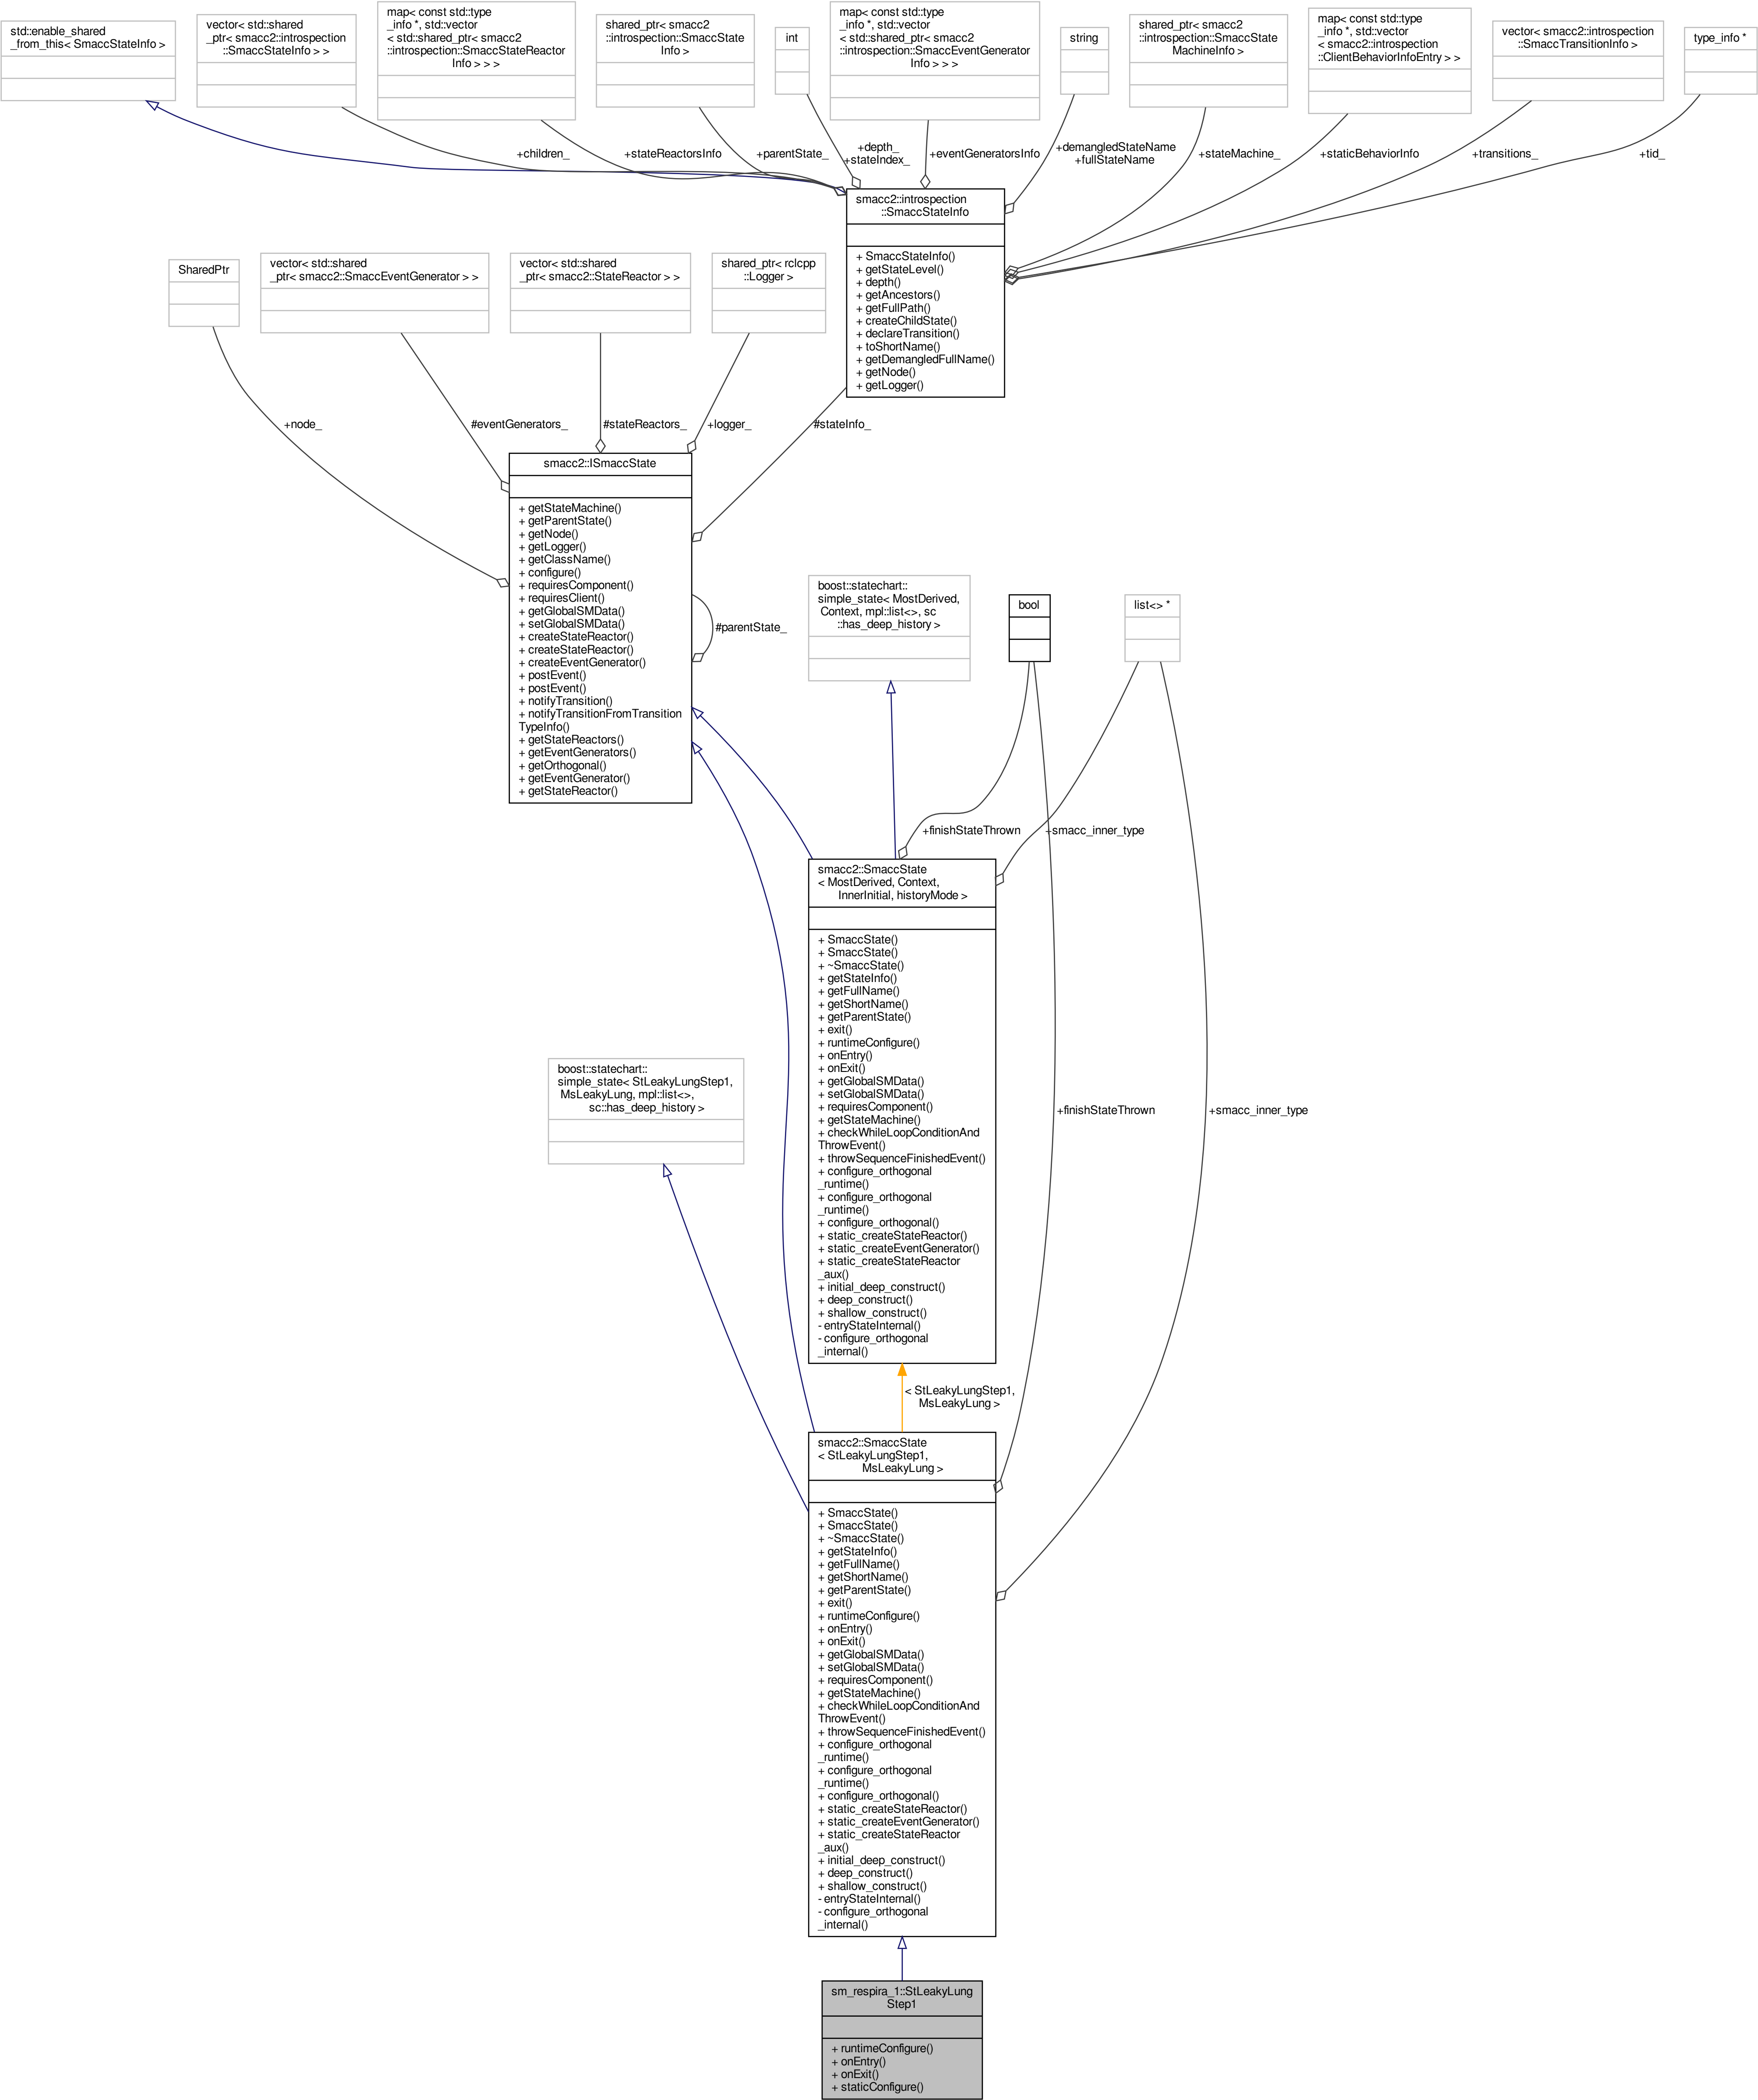 std::enable_shared
_from_this< SmaccStateInfo >
vector< std::shared
_ptr< smacc2::introspection
::SmaccStateInfo > >
map< const std::type
_info *, std::vector
< std::shared_ptr< smacc2
::introspection::SmaccStateReactor
Info > > >
shared_ptr< smacc2
::introspection::SmaccState
Info >
int
map< const std::type
_info *, std::vector
< std::shared_ptr< smacc2
::introspection::SmaccEventGenerator
Info > > >
string
shared_ptr< smacc2
::introspection::SmaccState
MachineInfo >
map< const std::type
_info *, std::vector
< smacc2::introspection
::ClientBehaviorInfoEntry > >
vector< smacc2::introspection
::SmaccTransitionInfo >
type_info *
+children_
+stateReactorsInfo
+parentState_
+depth_
+stateIndex_
+eventGeneratorsInfo
+demangledStateName
+fullStateName
+stateMachine_
+staticBehaviorInfo
+transitions_
+tid_
smacc2::introspection
::SmaccStateInfo
+ SmaccStateInfo()
+ getStateLevel()
+ depth()
+ getAncestors()
+ getFullPath()
+ createChildState()
+ declareTransition()
+ toShortName()
+ getDemangledFullName()
+ getNode()
+ getLogger()
SharedPtr
vector< std::shared
_ptr< smacc2::SmaccEventGenerator > >
vector< std::shared
_ptr< smacc2::StateReactor > >
shared_ptr< rclcpp
::Logger >
+node_
#eventGenerators_
#stateReactors_
+logger_
#stateInfo_
smacc2::ISmaccState
+ getStateMachine()
+ getParentState()
+ getNode()
+ getLogger()
+ getClassName()
+ configure()
+ requiresComponent()
+ requiresClient()
+ getGlobalSMData()
+ setGlobalSMData()
+ createStateReactor()
+ createStateReactor()
+ createEventGenerator()
+ postEvent()
+ postEvent()
+ notifyTransition()
+ notifyTransitionFromTransition
TypeInfo()
+ getStateReactors()
+ getEventGenerators()
+ getOrthogonal()
+ getEventGenerator()
+ getStateReactor()
#parentState_
boost::statechart::
simple_state< MostDerived,
Context, mpl::list<>, sc
::has_deep_history >
bool
list<> *
+finishStateThrown
+smacc_inner_type
smacc2::SmaccState
< MostDerived, Context,
InnerInitial, historyMode >
+ SmaccState()
+ SmaccState()
+ ~SmaccState()
+ getStateInfo()
+ getFullName()
+ getShortName()
+ getParentState()
+ exit()
+ runtimeConfigure()
+ onEntry()
+ onExit()
+ getGlobalSMData()
+ setGlobalSMData()
+ requiresComponent()
+ getStateMachine()
+ checkWhileLoopConditionAnd
ThrowEvent()
+ throwSequenceFinishedEvent()
+ configure_orthogonal
_runtime()
+ configure_orthogonal
_runtime()
+ configure_orthogonal()
+ static_createStateReactor()
+ static_createEventGenerator()
+ static_createStateReactor
_aux()
+ initial_deep_construct()
+ deep_construct()
+ shallow_construct()
- entryStateInternal()
- configure_orthogonal
_internal()
boost::statechart::
simple_state< StLeakyLungStep1,
MsLeakyLung, mpl::list<>,
sc::has_deep_history >
+finishStateThrown
+smacc_inner_type
< StLeakyLungStep1,
MsLeakyLung >
smacc2::SmaccState
< StLeakyLungStep1,
MsLeakyLung >
+ SmaccState()
+ SmaccState()
+ ~SmaccState()
+ getStateInfo()
+ getFullName()
+ getShortName()
+ getParentState()
+ exit()
+ runtimeConfigure()
+ onEntry()
+ onExit()
+ getGlobalSMData()
+ setGlobalSMData()
+ requiresComponent()
+ getStateMachine()
+ checkWhileLoopConditionAnd
ThrowEvent()
+ throwSequenceFinishedEvent()
+ configure_orthogonal
_runtime()
+ configure_orthogonal
_runtime()
+ configure_orthogonal()
+ static_createStateReactor()
+ static_createEventGenerator()
+ static_createStateReactor
_aux()
+ initial_deep_construct()
+ deep_construct()
+ shallow_construct()
- entryStateInternal()
- configure_orthogonal
_internal()
sm_respira_1::StLeakyLung
Step1
+ runtimeConfigure()
+ onEntry()
+ onExit()
+ staticConfigure()